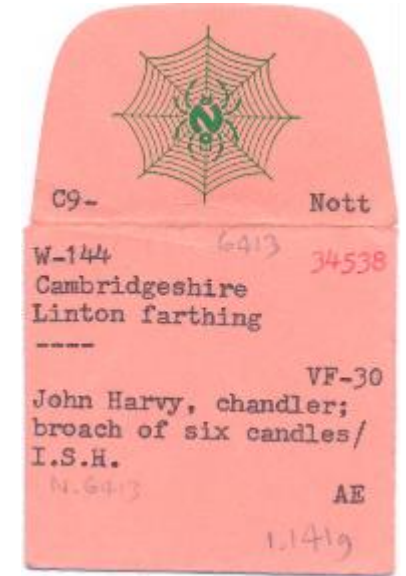 N
C9- Nott
6413
W-144 34538
Cambridgeshire
Linton farthing
----
VF-30
John Harvy, chandler;
broach of six candles/
I.S.H.
N.6413
AE
1.141g